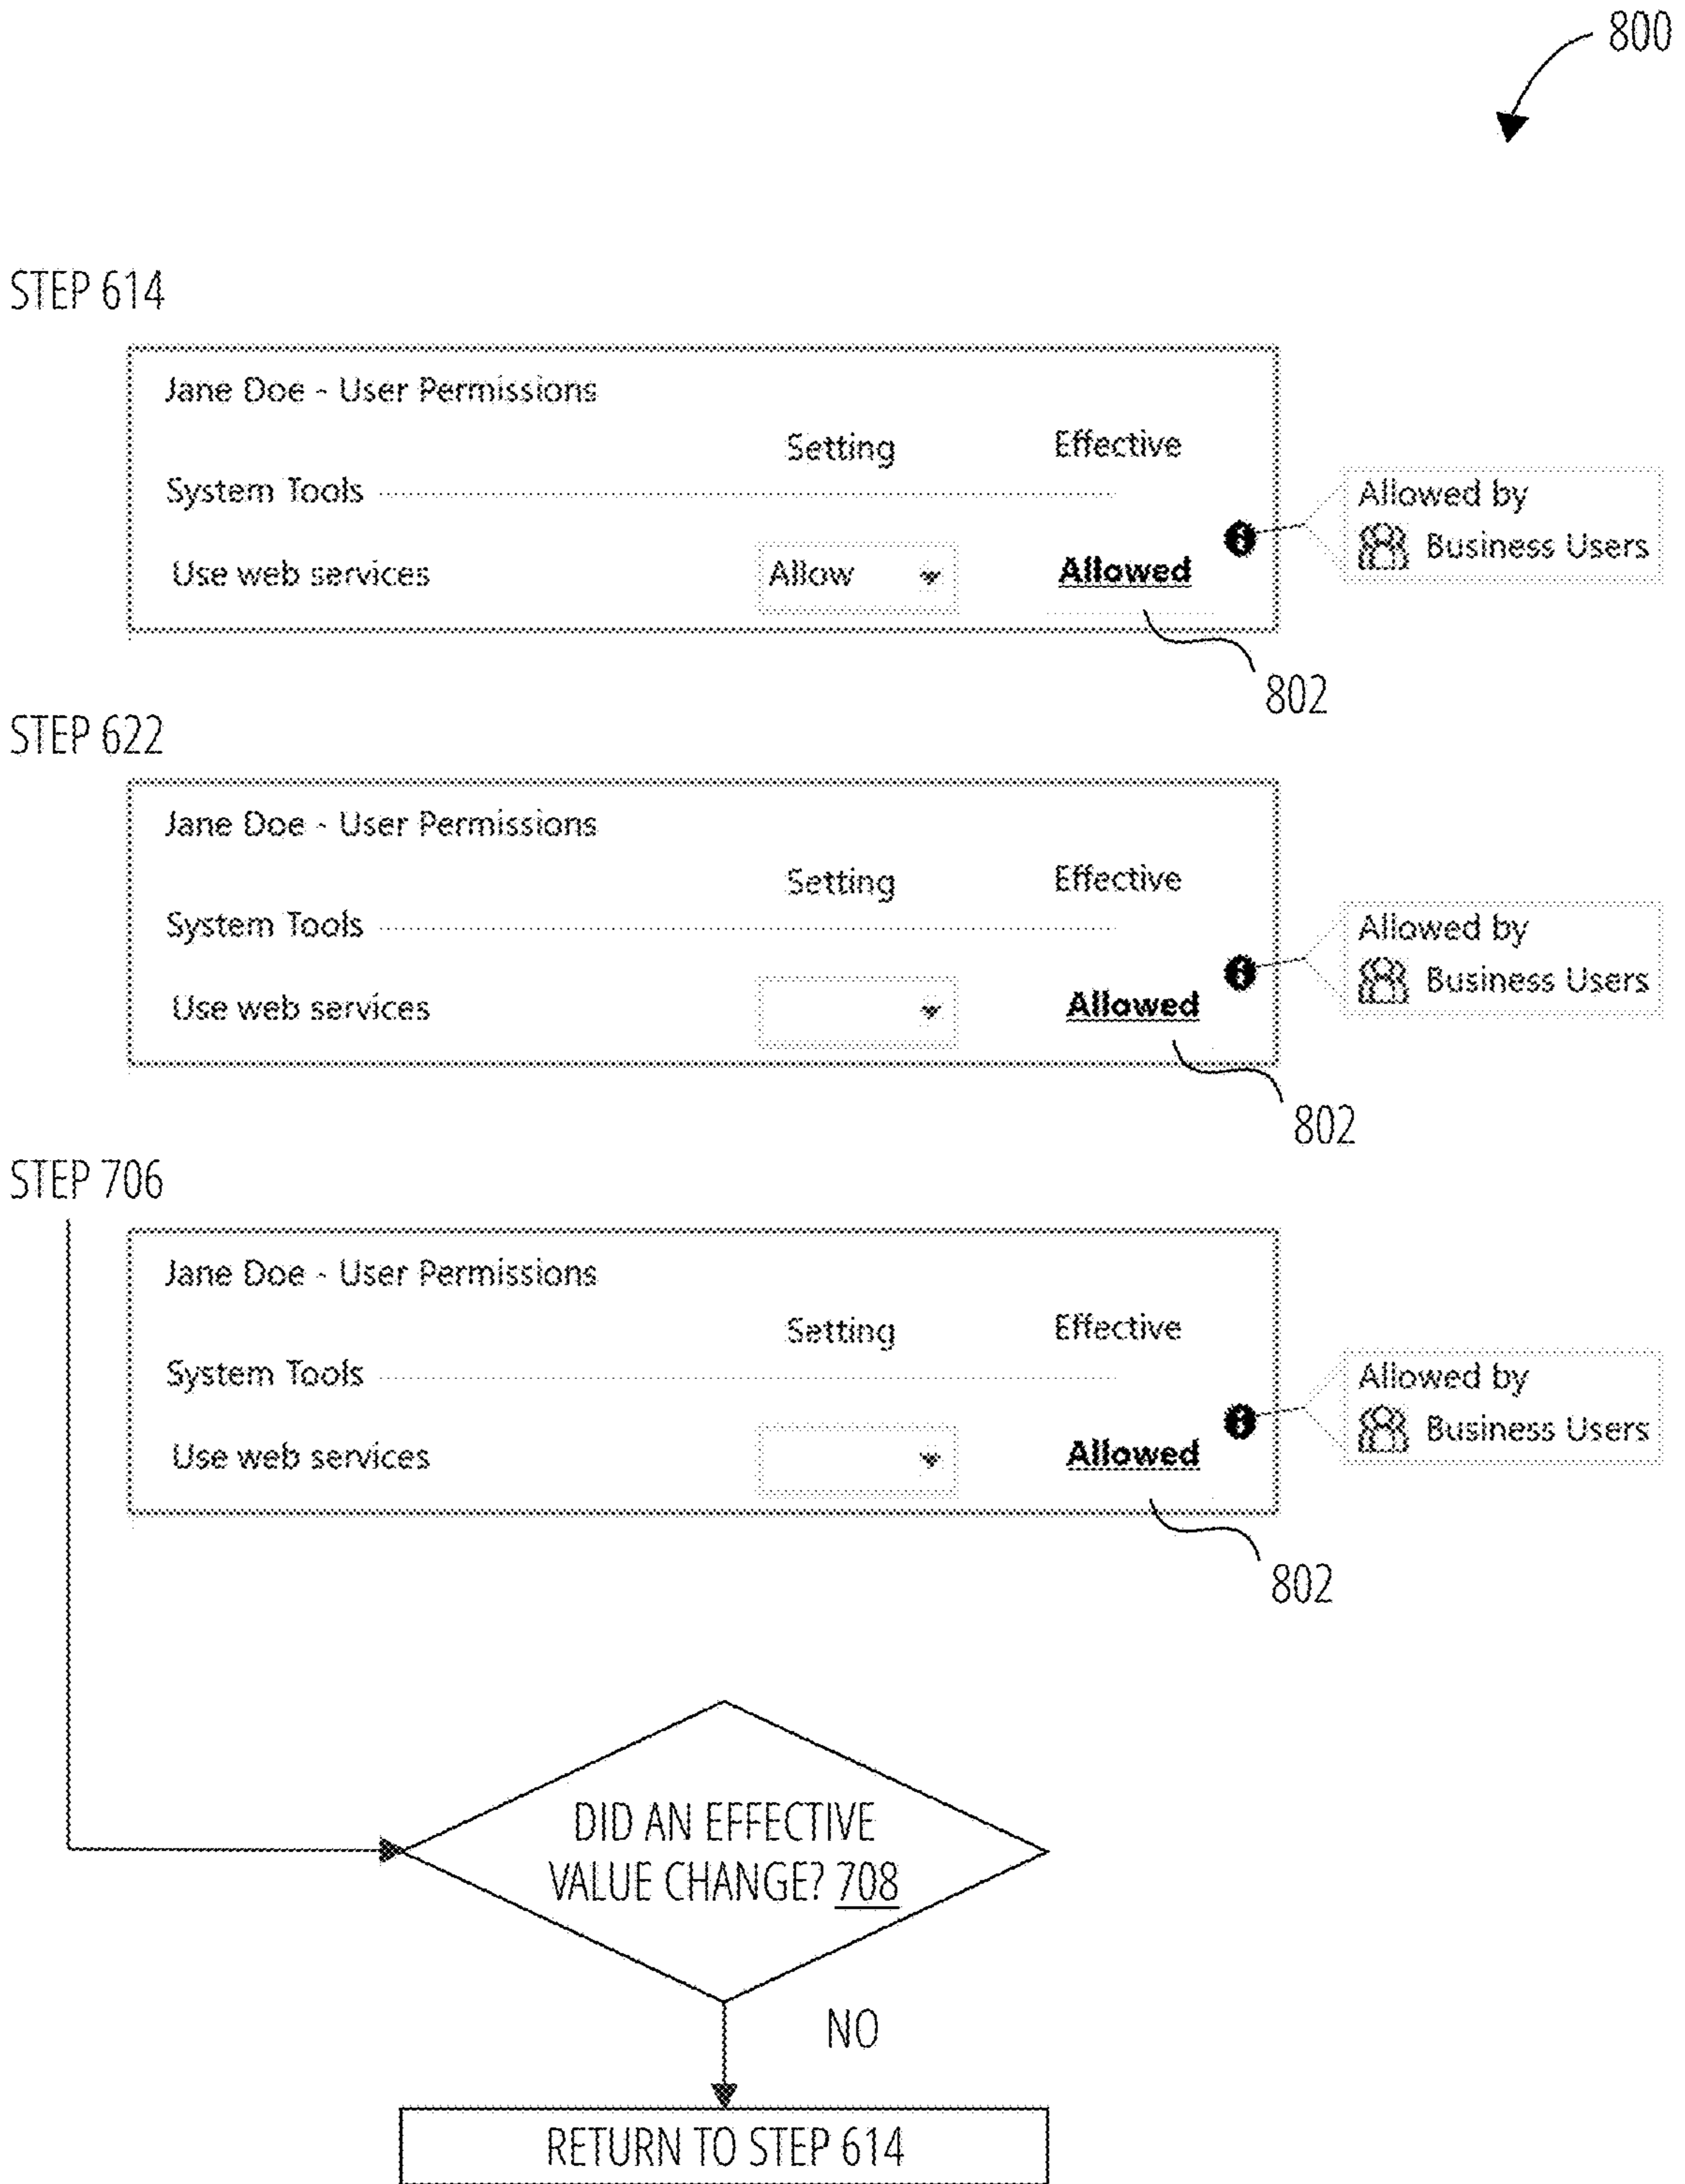 800
STEP 614
Jane Doe - User Permissions
Setting Effective
System Tools
Allowed by
Business Users
Use web services Allow Allowed
802
STEP 622
Jane Doe - User Permissions
Setting Effective
System Tools
Allowed by
Business Users
Use web services Allowed
802
STEP 706
Jane Doe - User Permissions
Setting Effective
System Tools
Allowed by
Business Users
Use web services Allowed
802
DID AN EFFECTIVE
VALUE CHANGE? 708
NO
RETURN TO STEP 614